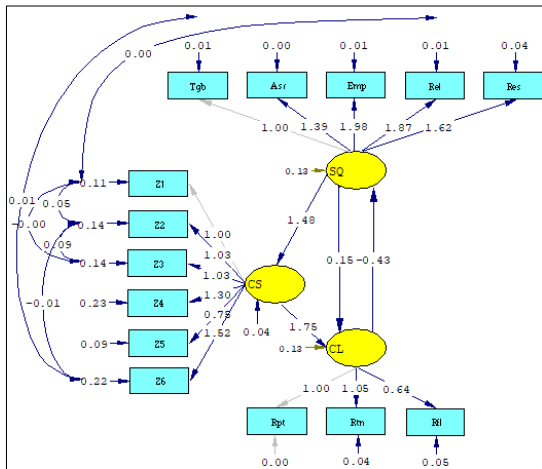 0.00
0.01 0.00 0.01 0.01 0.04
Tgb Asr Emp Rel Res
1.00 1.39 1.98 1.87 1.62
0.13 SQ
0.11 Z1
0.01 0.05
-0.00
1.48
0.14 Z2
1.00
0.09
1.03
0.14 Z3
1.03
0.15 -0.43
CS
-0.01
0.23 Z4
1.30
0.75
1.52
0.04
1.75
0.09 Z5
0.13 CL
0.22 Z6
1.00 1.05 0.64
Rpt Rtn Rfl
0.00 0.04 0.05